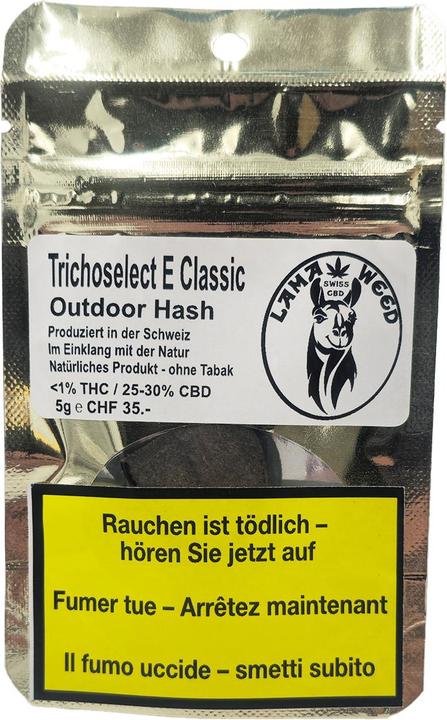 Trichoselect E Classic
Outdoor Hash
Produziert in der Schweiz
Im Einklang mit der Natur
Natürliches Produkt - ohne Tabak
<1% THC / 25-30% CBD
5g ℮ CHF 35.-
LAMA WEED
SWISS
CBD
Rauchen ist tödlich –
hören Sie jetzt auf
Fumer tue – Arrêtez maintenant
Il fumo uccide – smetti subito